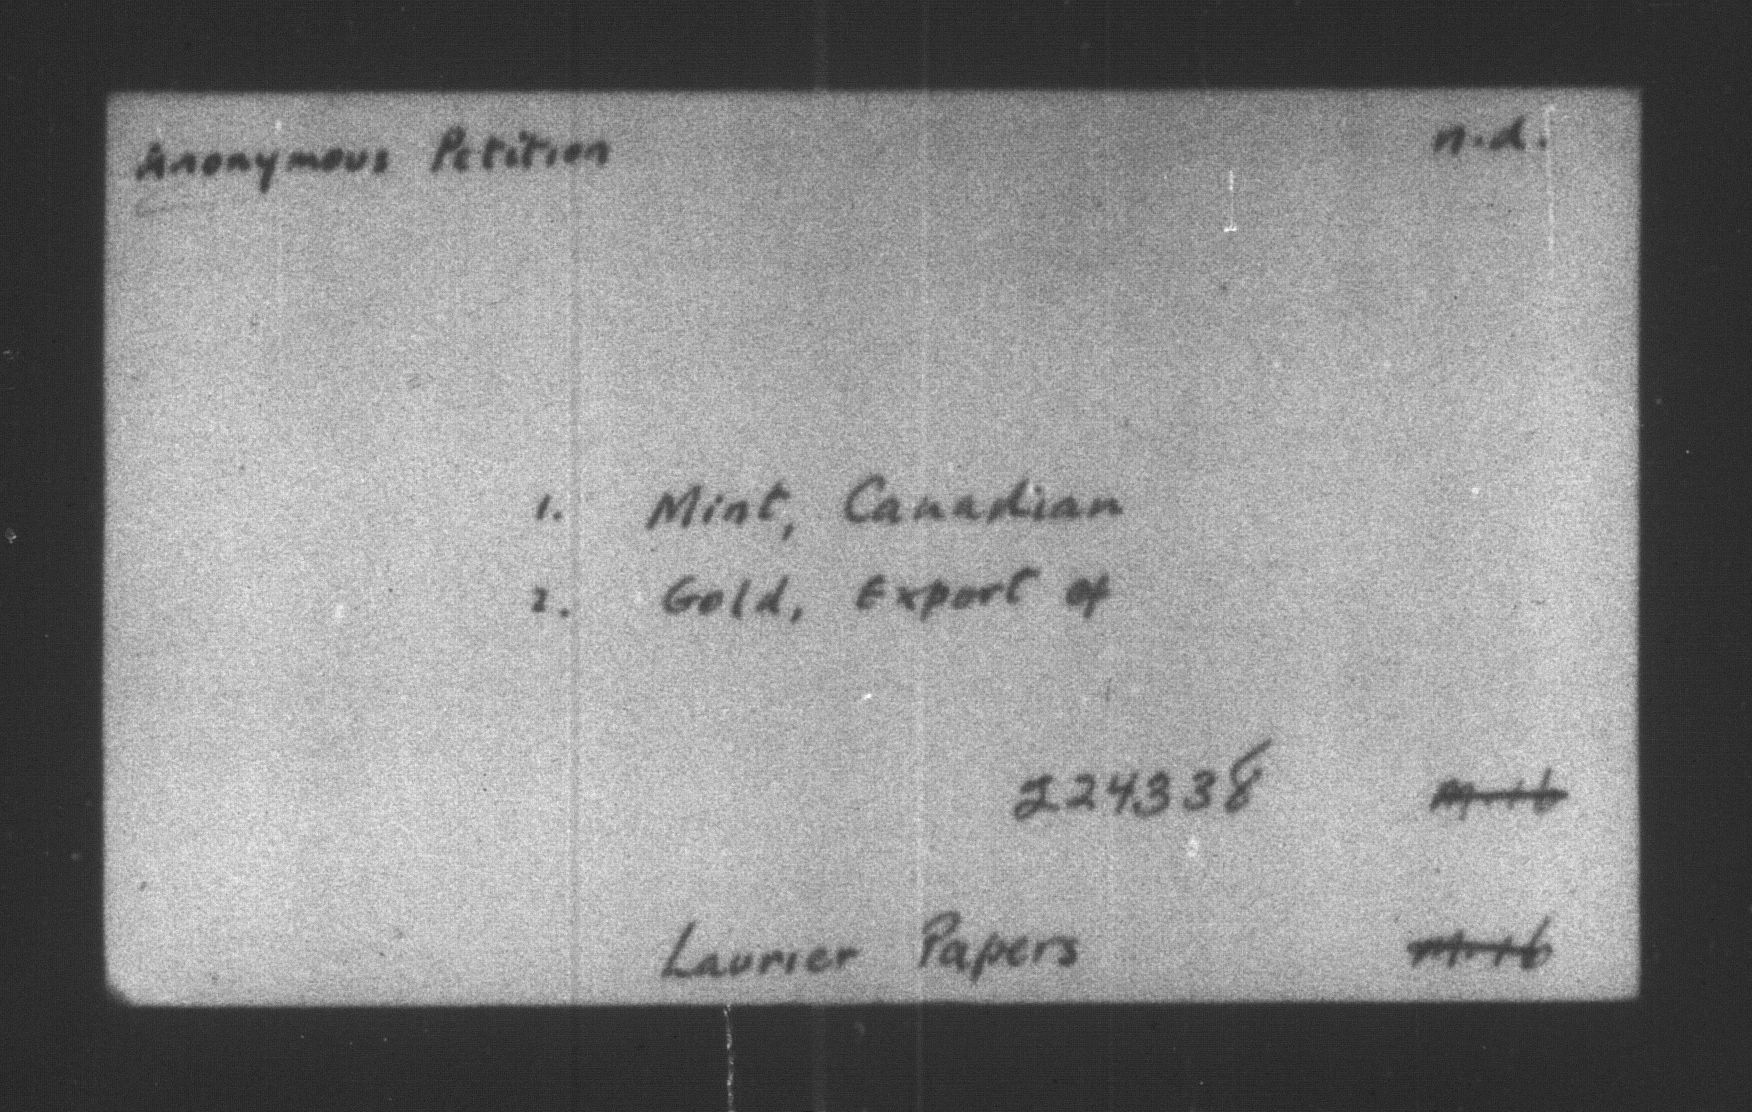 Anonymous Petition n.d.
1. Mint, Canadian
2. Gold, Export of
224338
Laurier Papers